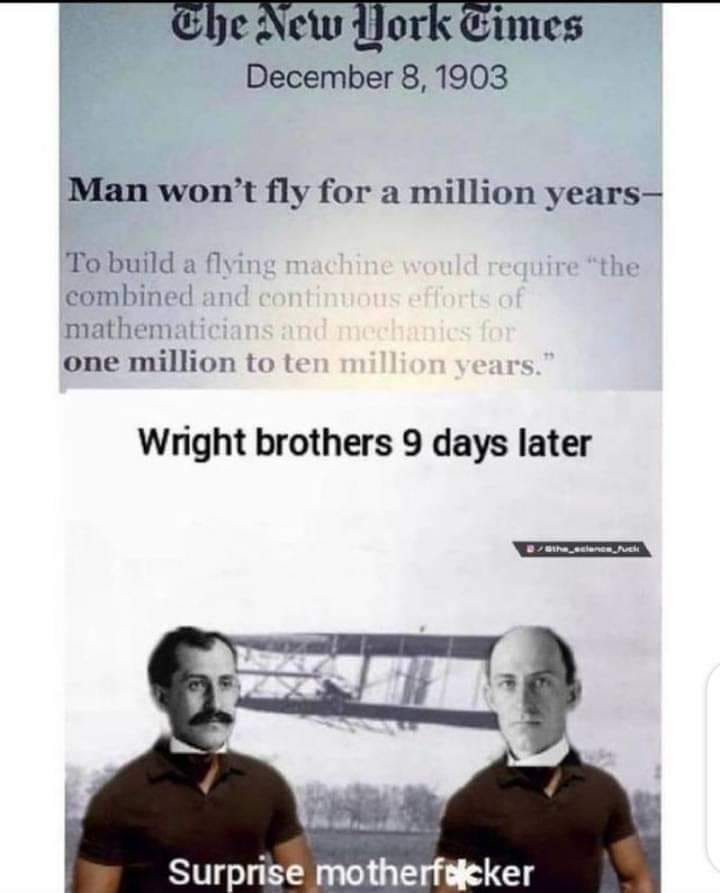 The New York Times
December 8, 1903
Man won't fly for a million years—
To build a flying machine would require "the
combined and continuous efforts of
mathematicians and mechanics for
one million to ten million years."
Wright brothers 9 days later
@the_science_fuck
Surprise motherfucker